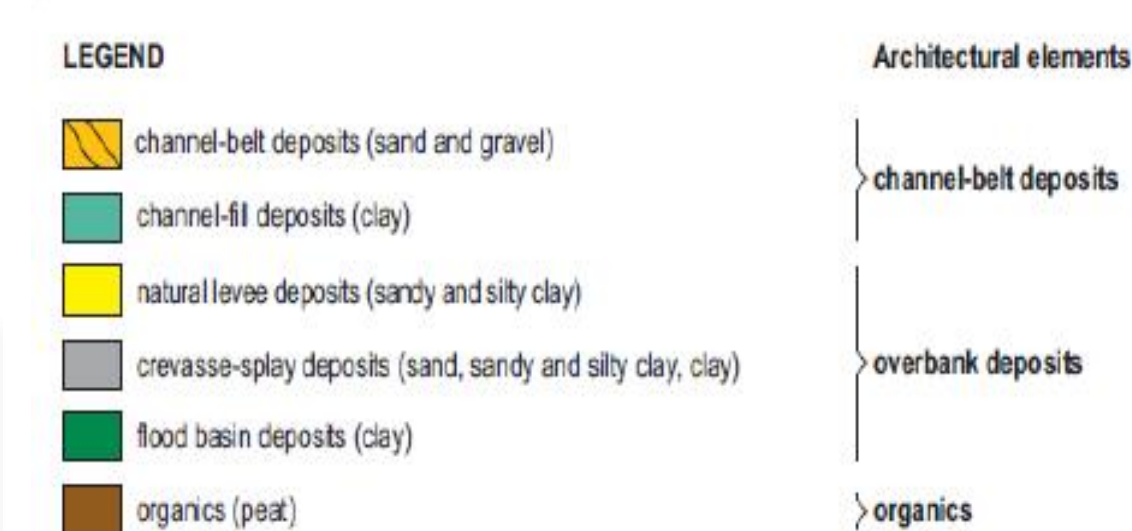 LEGEND Architectural elements
channel-belt deposits (sand and gravel)
channel-belt deposits
channel-fill deposits (clay)
natural levee deposits (sandy and silty clay)
crevasse-splay deposits (sand, sandy and silty clay, clay)
overbank deposits
flood basin deposits (clay)
organics (peat)
organics